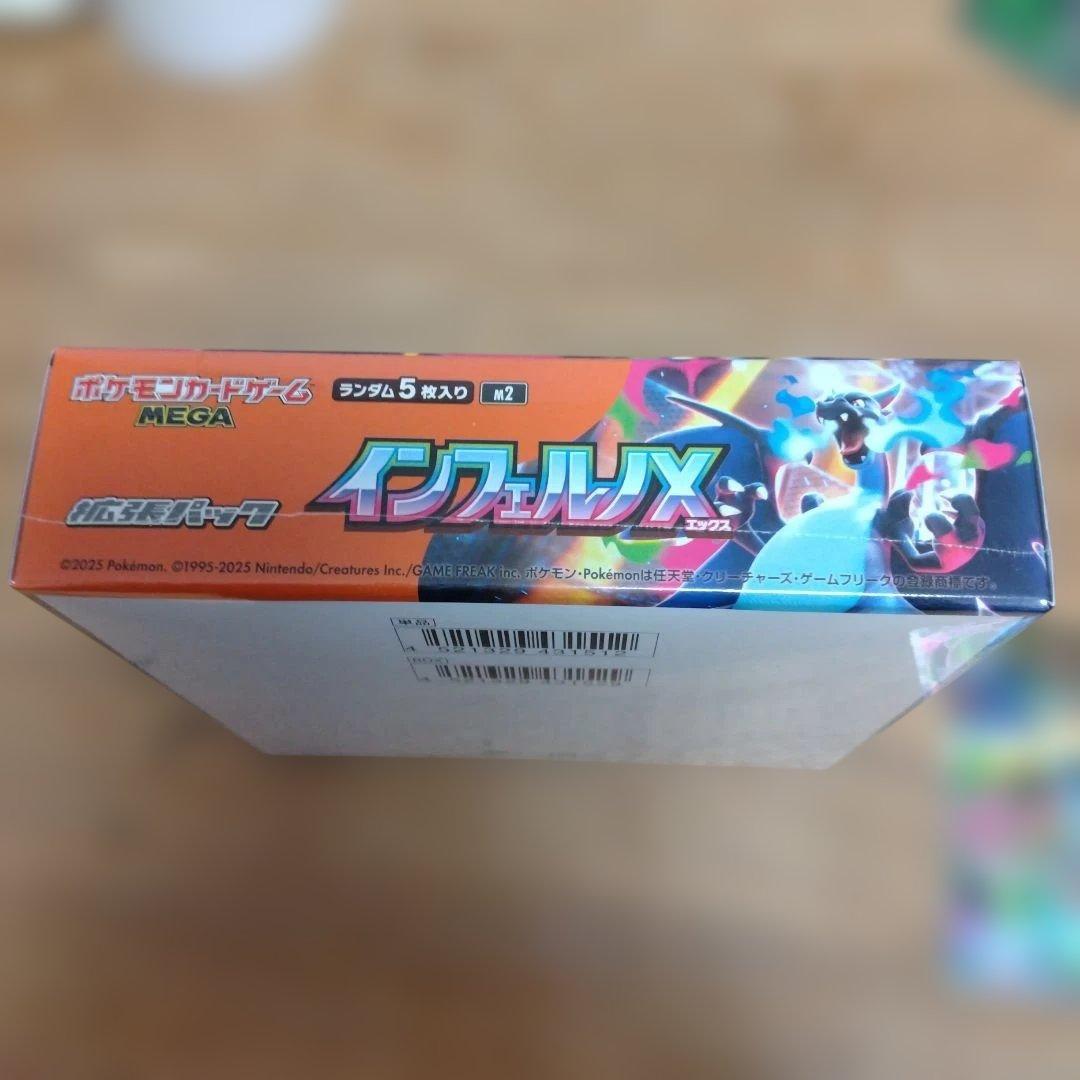 ポケモンカードゲーム
MEGA
ランダム5枚入り M2
インフェルノX
エックス
拡張パック
©2025 Pokémon. ©1995-2025 Nintendo/Creatures Inc./GAME FREAK inc. ポケモン・Pokémonは任天堂・クリーチャーズ・ゲームフリークの登録商標です。
単品
4 521329 431512
BOX